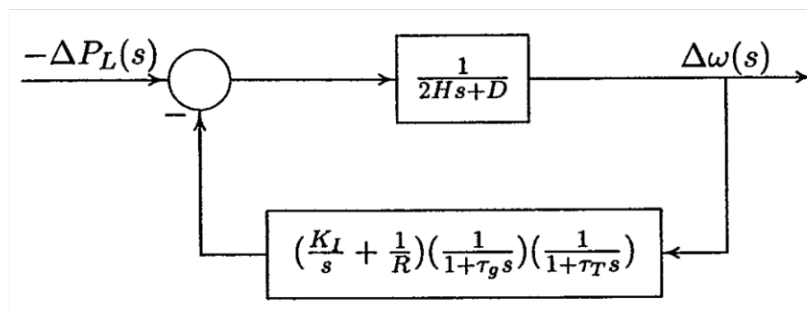 -ΔP_L(s)
1/(2Hs+D)
Δω(s)
−
(K_I/s + 1/R)(1/(1+τ_g s))(1/(1+τ_T s))